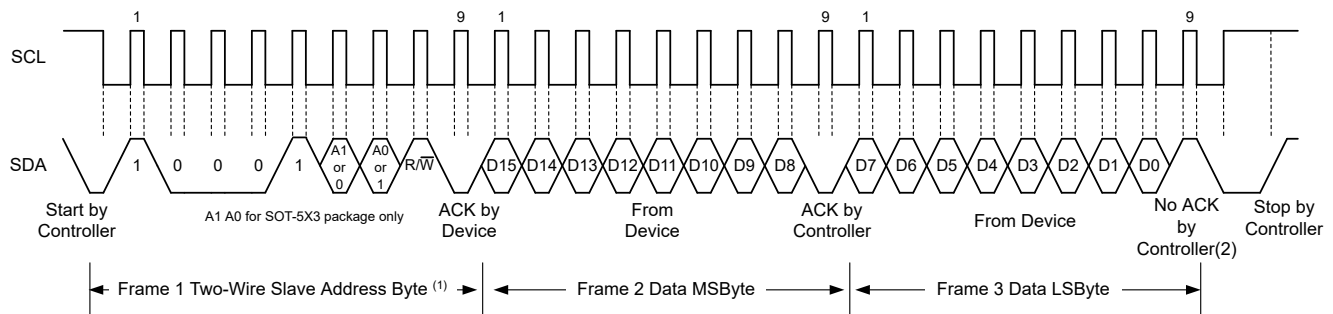 1 9 1 9 1 9
SCL
SDA
1 0 0 0 1 A1 or 0 A0 or 1 R/W̅ D15 D14 D13 D12 D11 D10 D9 D8 D7 D6 D5 D4 D3 D2 D1 D0
Start by
Controller
A1 A0 for SOT-5X3 package only
ACK by
Device
From
Device
ACK by
Controller
From Device
No ACK
by
Controller(2)
Stop by
Controller
Frame 1 Two-Wire Slave Address Byte (1)
Frame 2 Data MSByte
Frame 3 Data LSByte